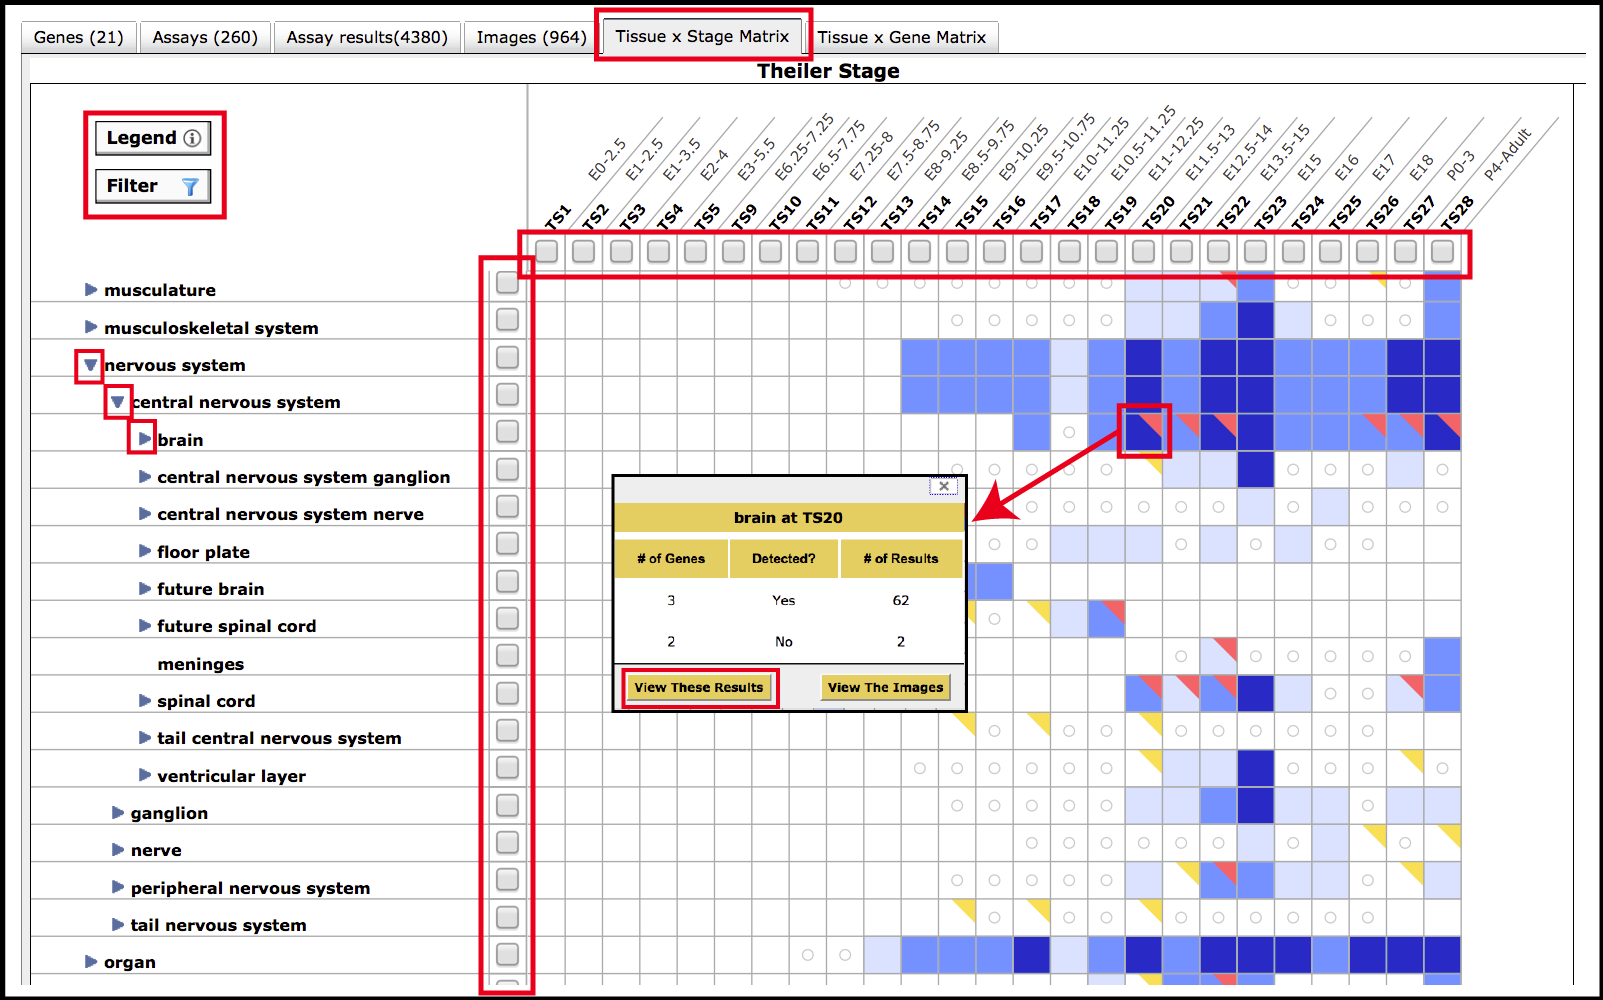 Genes (21) Assays (260) Assay results(4380) Images (964) Tissue x Stage Matrix Tissue x Gene Matrix
Theiler Stage
Legend
Filter
E0-2.5 E1-2.5 E1-3.5 E2-4 E3-5.5 E6.25-7.25 E6.5-7.75 E7.25-8 E7.5-8.75 E8-9.25 E8.5-9.75 E9-10.25 E9.5-10.75 E10-11.25 E10.5-11.25 E11-12.25 E11.5-13 E12.5-14 E13.5-15 E15 E16 E17 E18 P0-3 P4-Adult
TS1 TS2 TS3 TS4 TS5 TS9 TS10 TS11 TS12 TS13 TS14 TS15 TS16 TS17 TS18 TS19 TS20 TS21 TS22 TS23 TS24 TS25 TS26 TS27 TS28
musculature
musculoskeletal system
nervous system
central nervous system
brain
central nervous system ganglion
central nervous system nerve
floor plate
future brain
future spinal cord
meninges
spinal cord
tail central nervous system
ventricular layer
ganglion
nerve
peripheral nervous system
tail nervous system
organ
brain at TS20
# of Genes Detected? # of Results
3 Yes 62
2 No 2
View These Results View The Images